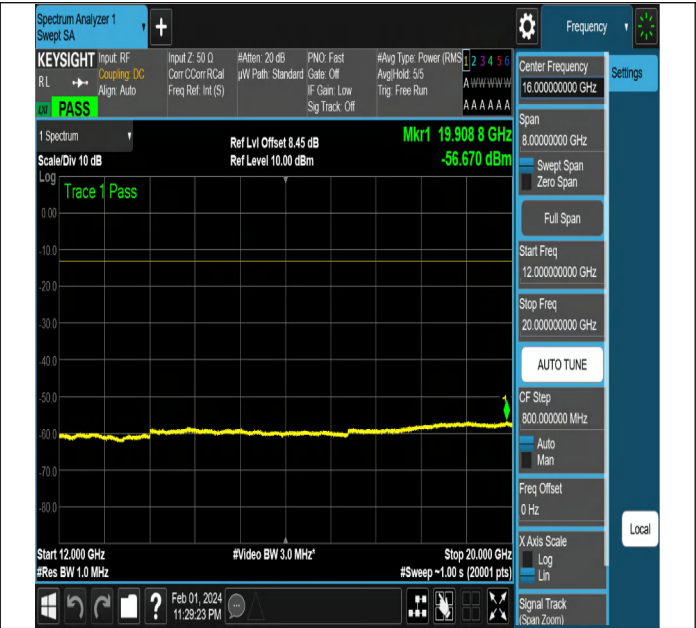 Spectrum Analyzer 1
Swept SA
Frequency
KEYSIGHT
Input: RF
Coupling: DC
Align: Auto
Input Z: 50 Ω
Corr CCorr RCal
Freq Ref: Int (S)
#Atten: 20 dB
µW Path: Standard
PNO: Fast
Gate: Off
IF Gain: Low
Sig Track: Off
#Avg Type: Power (RMS
Avg|Hold: 5/5
Trig: Free Run
1 2 3 4 5 6
A W W W W W
A A A A A A
R L
PASS
1 Spectrum
Scale/Div 10 dB
Ref Lvl Offset 8.45 dB
Ref Level 10.00 dBm
Mkr1 19.908 8 GHz
-56.670 dBm
Log
Trace 1 Pass
0.00
-10.0
-20.0
-30.0
-40.0
-50.0
-60.0
-70.0
-80.0
1
Start 12.000 GHz
#Res BW 1.0 MHz
#Video BW 3.0 MHz*
Stop 20.000 GHz
#Sweep ~1.00 s (20001 pts)
Center Frequency
16.000000000 GHz
Settings
Span
8.00000000 GHz
Swept Span
Zero Span
Full Span
Start Freq
12.000000000 GHz
Stop Freq
20.000000000 GHz
AUTO TUNE
CF Step
800.000000 MHz
Auto
Man
Freq Offset
0 Hz
X Axis Scale
Log
Lin
Local
Signal Track
(Span Zoom)
?
Feb 01, 2024
11:29:23 PM